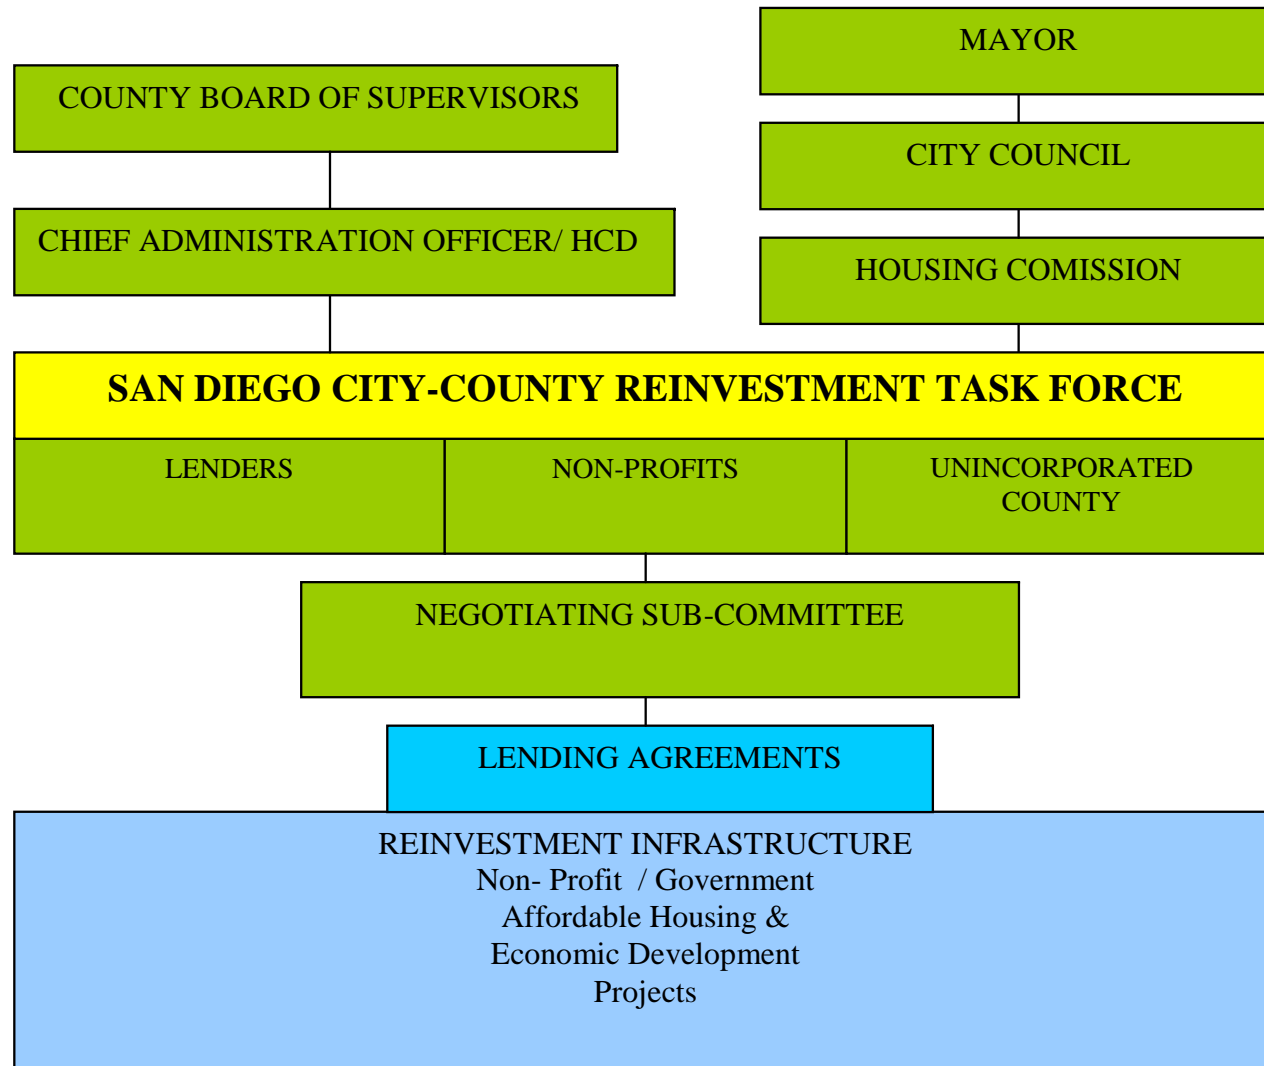 MAYOR
COUNTY BOARD OF SUPERVISORS
CITY COUNCIL
CHIEF ADMINISTRATION OFFICER/ HCD
HOUSING COMISSION
SAN DIEGO CITY-COUNTY REINVESTMENT TASK FORCE
LENDERS
NON-PROFITS
UNINCORPORATED
COUNTY
NEGOTIATING SUB-COMMITTEE
LENDING AGREEMENTS
REINVESTMENT INFRASTRUCTURE
Non- Profit / Government
Affordable Housing &
Economic Development
Projects